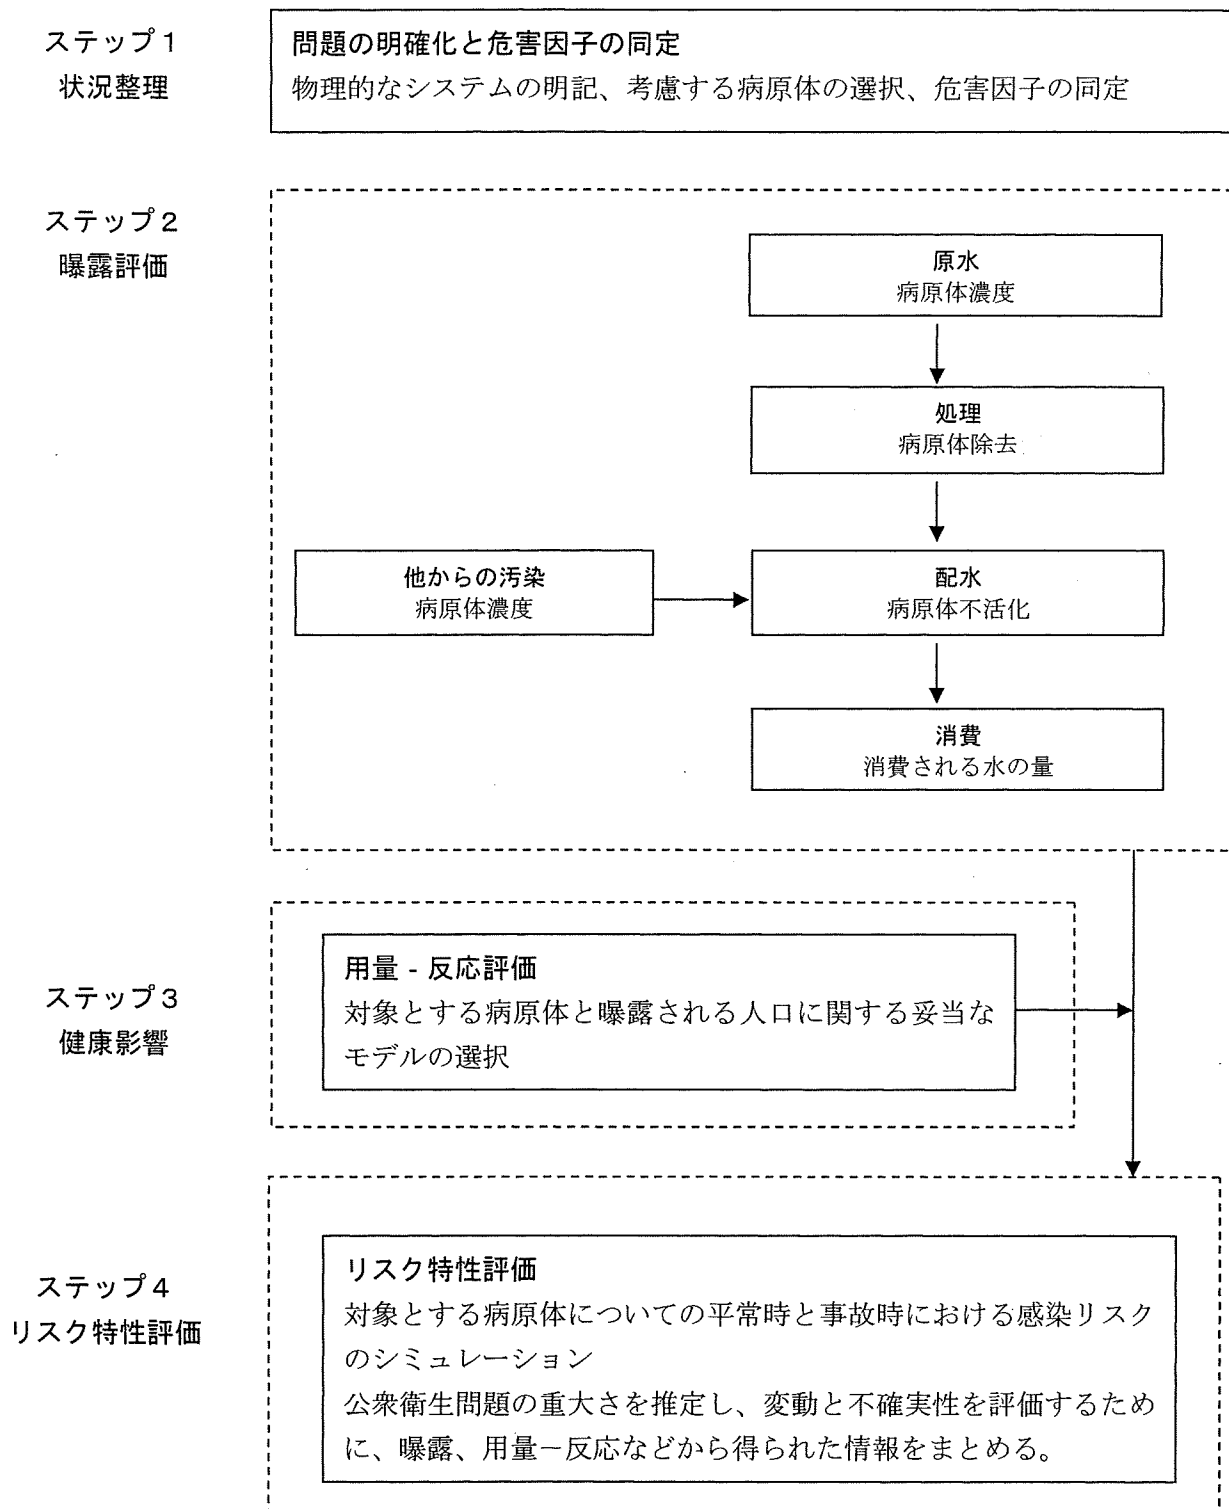 ステップ１
状況整理
問題の明確化と危害因子の同定
物理的なシステムの明記、考慮する病原体の選択、危害因子の同定
ステップ２
曝露評価
原水
病原体濃度
処理
病原体除去
他からの汚染
病原体濃度
配水
病原体不活化
消費
消費される水の量
ステップ３
健康影響
用量 - 反応評価
対象とする病原体と曝露される人口に関する妥当な
モデルの選択
ステップ４
リスク特性評価
リスク特性評価
対象とする病原体についての平常時と事故時における感染リスク
のシミュレーション
公衆衛生問題の重大さを推定し、変動と不確実性を評価するため
に、曝露、用量－反応などから得られた情報をまとめる。